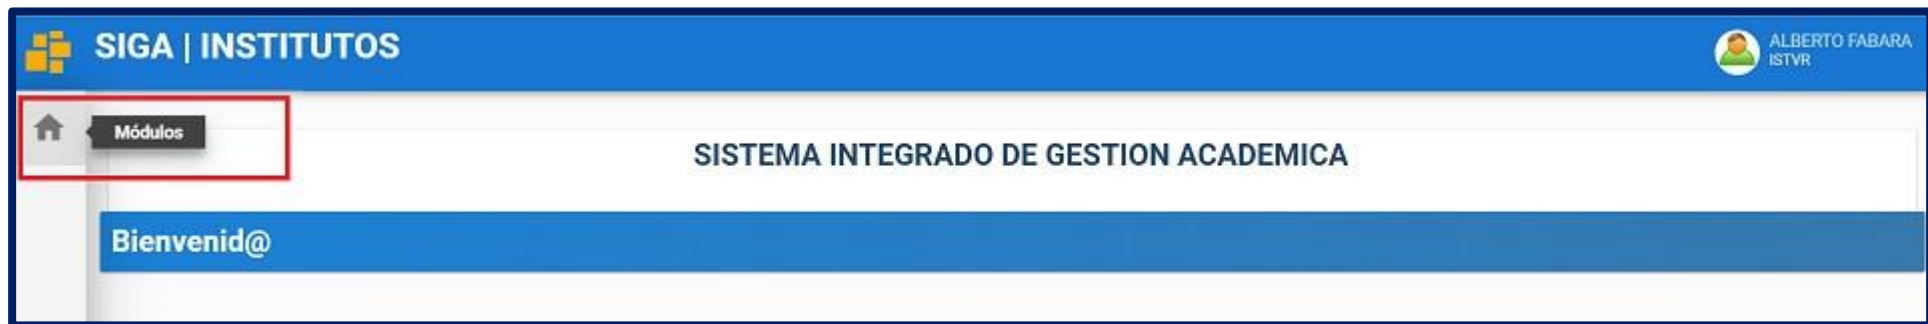 SIGA | INSTITUTOS
ALBERTO FABARA
ISTVR
Módulos
SISTEMA INTEGRADO DE GESTION ACADEMICA
Bienvenid@